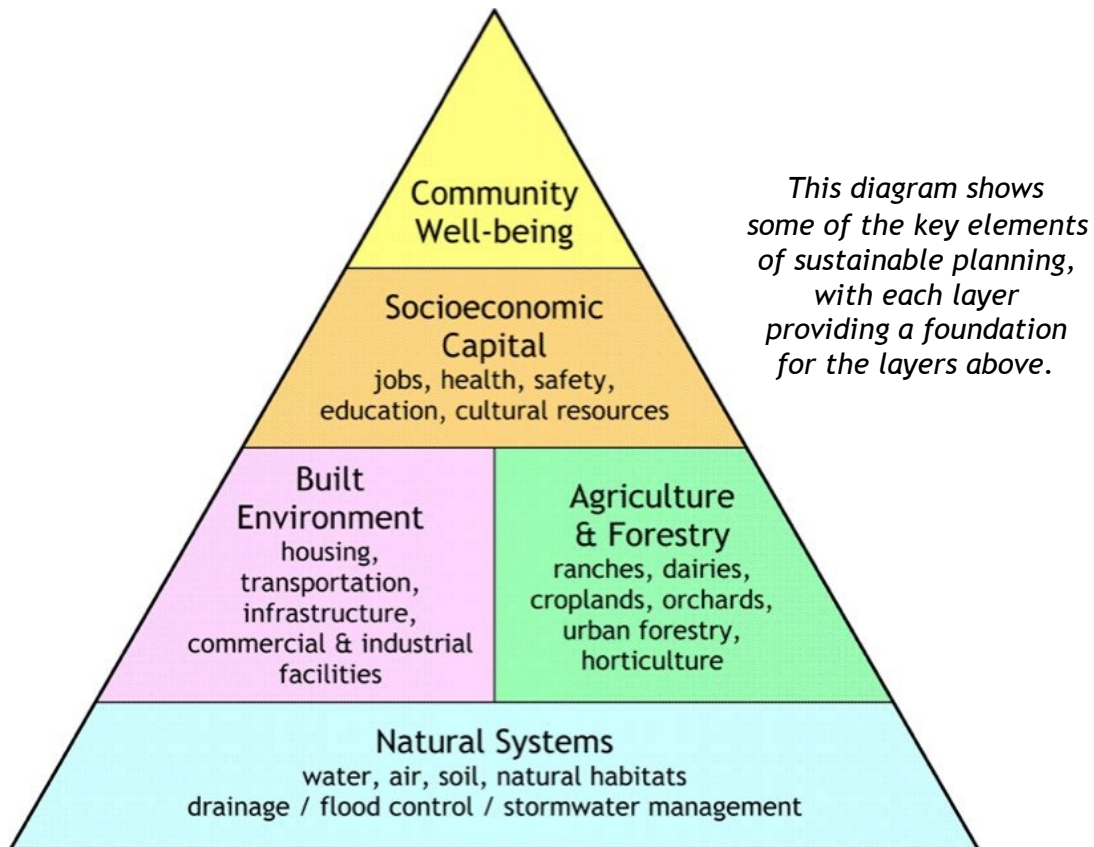 Community
Well-being
This diagram shows
some of the key elements
of sustainable planning,
with each layer
providing a foundation
for the layers above.
Socioeconomic
Capital
jobs, health, safety,
education, cultural resources
Built
Environment
housing,
transportation,
infrastructure,
commercial & industrial
facilities
Agriculture
& Forestry
ranches, dairies,
croplands, orchards,
urban forestry,
horticulture
Natural Systems
water, air, soil, natural habitats
drainage / flood control / stormwater management